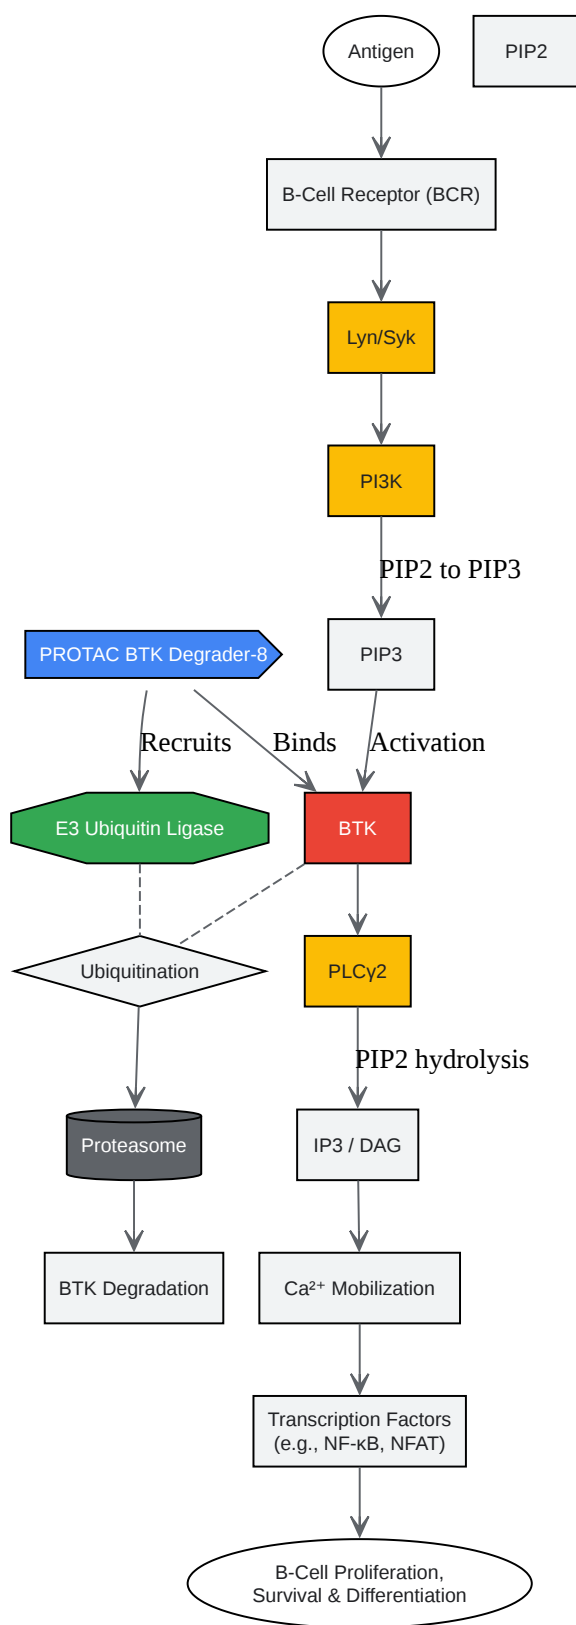 Antigen
PIP2
B-Cell Receptor (BCR)
Lyn/Syk
PI3K
PIP2 to PIP3
PROTAC BTK Degrader-8
PIP3
Recruits
Binds
Activation
E3 Ubiquitin Ligase
BTK
Ubiquitination
PLCγ2
PIP2 hydrolysis
Proteasome
IP3 / DAG
BTK Degradation
Ca²⁺ Mobilization
Transcription Factors
(e.g., NF-κB, NFAT)
B-Cell Proliferation,
Survival & Differentiation